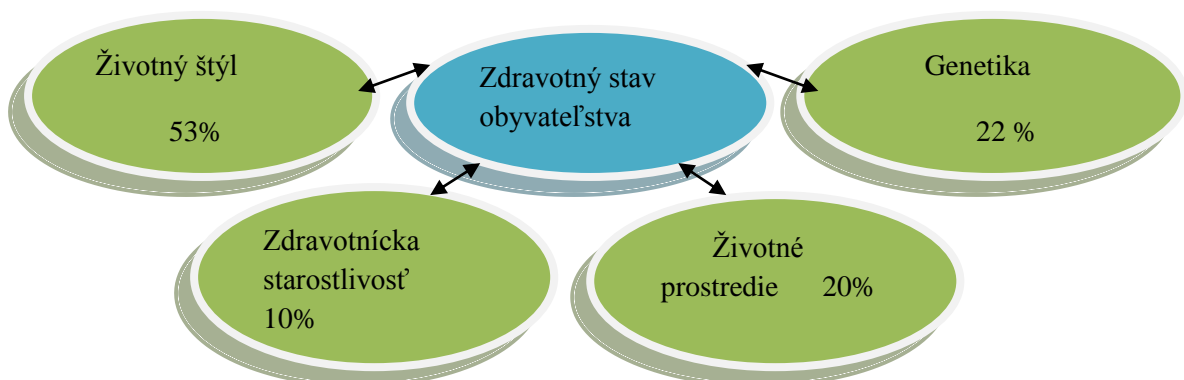 Životný štýl
53%
Zdravotný stav
obyvateľstva
Genetika
22 %
Zdravotnícka
starostlivosť
10%
Životné
prostredie 20%